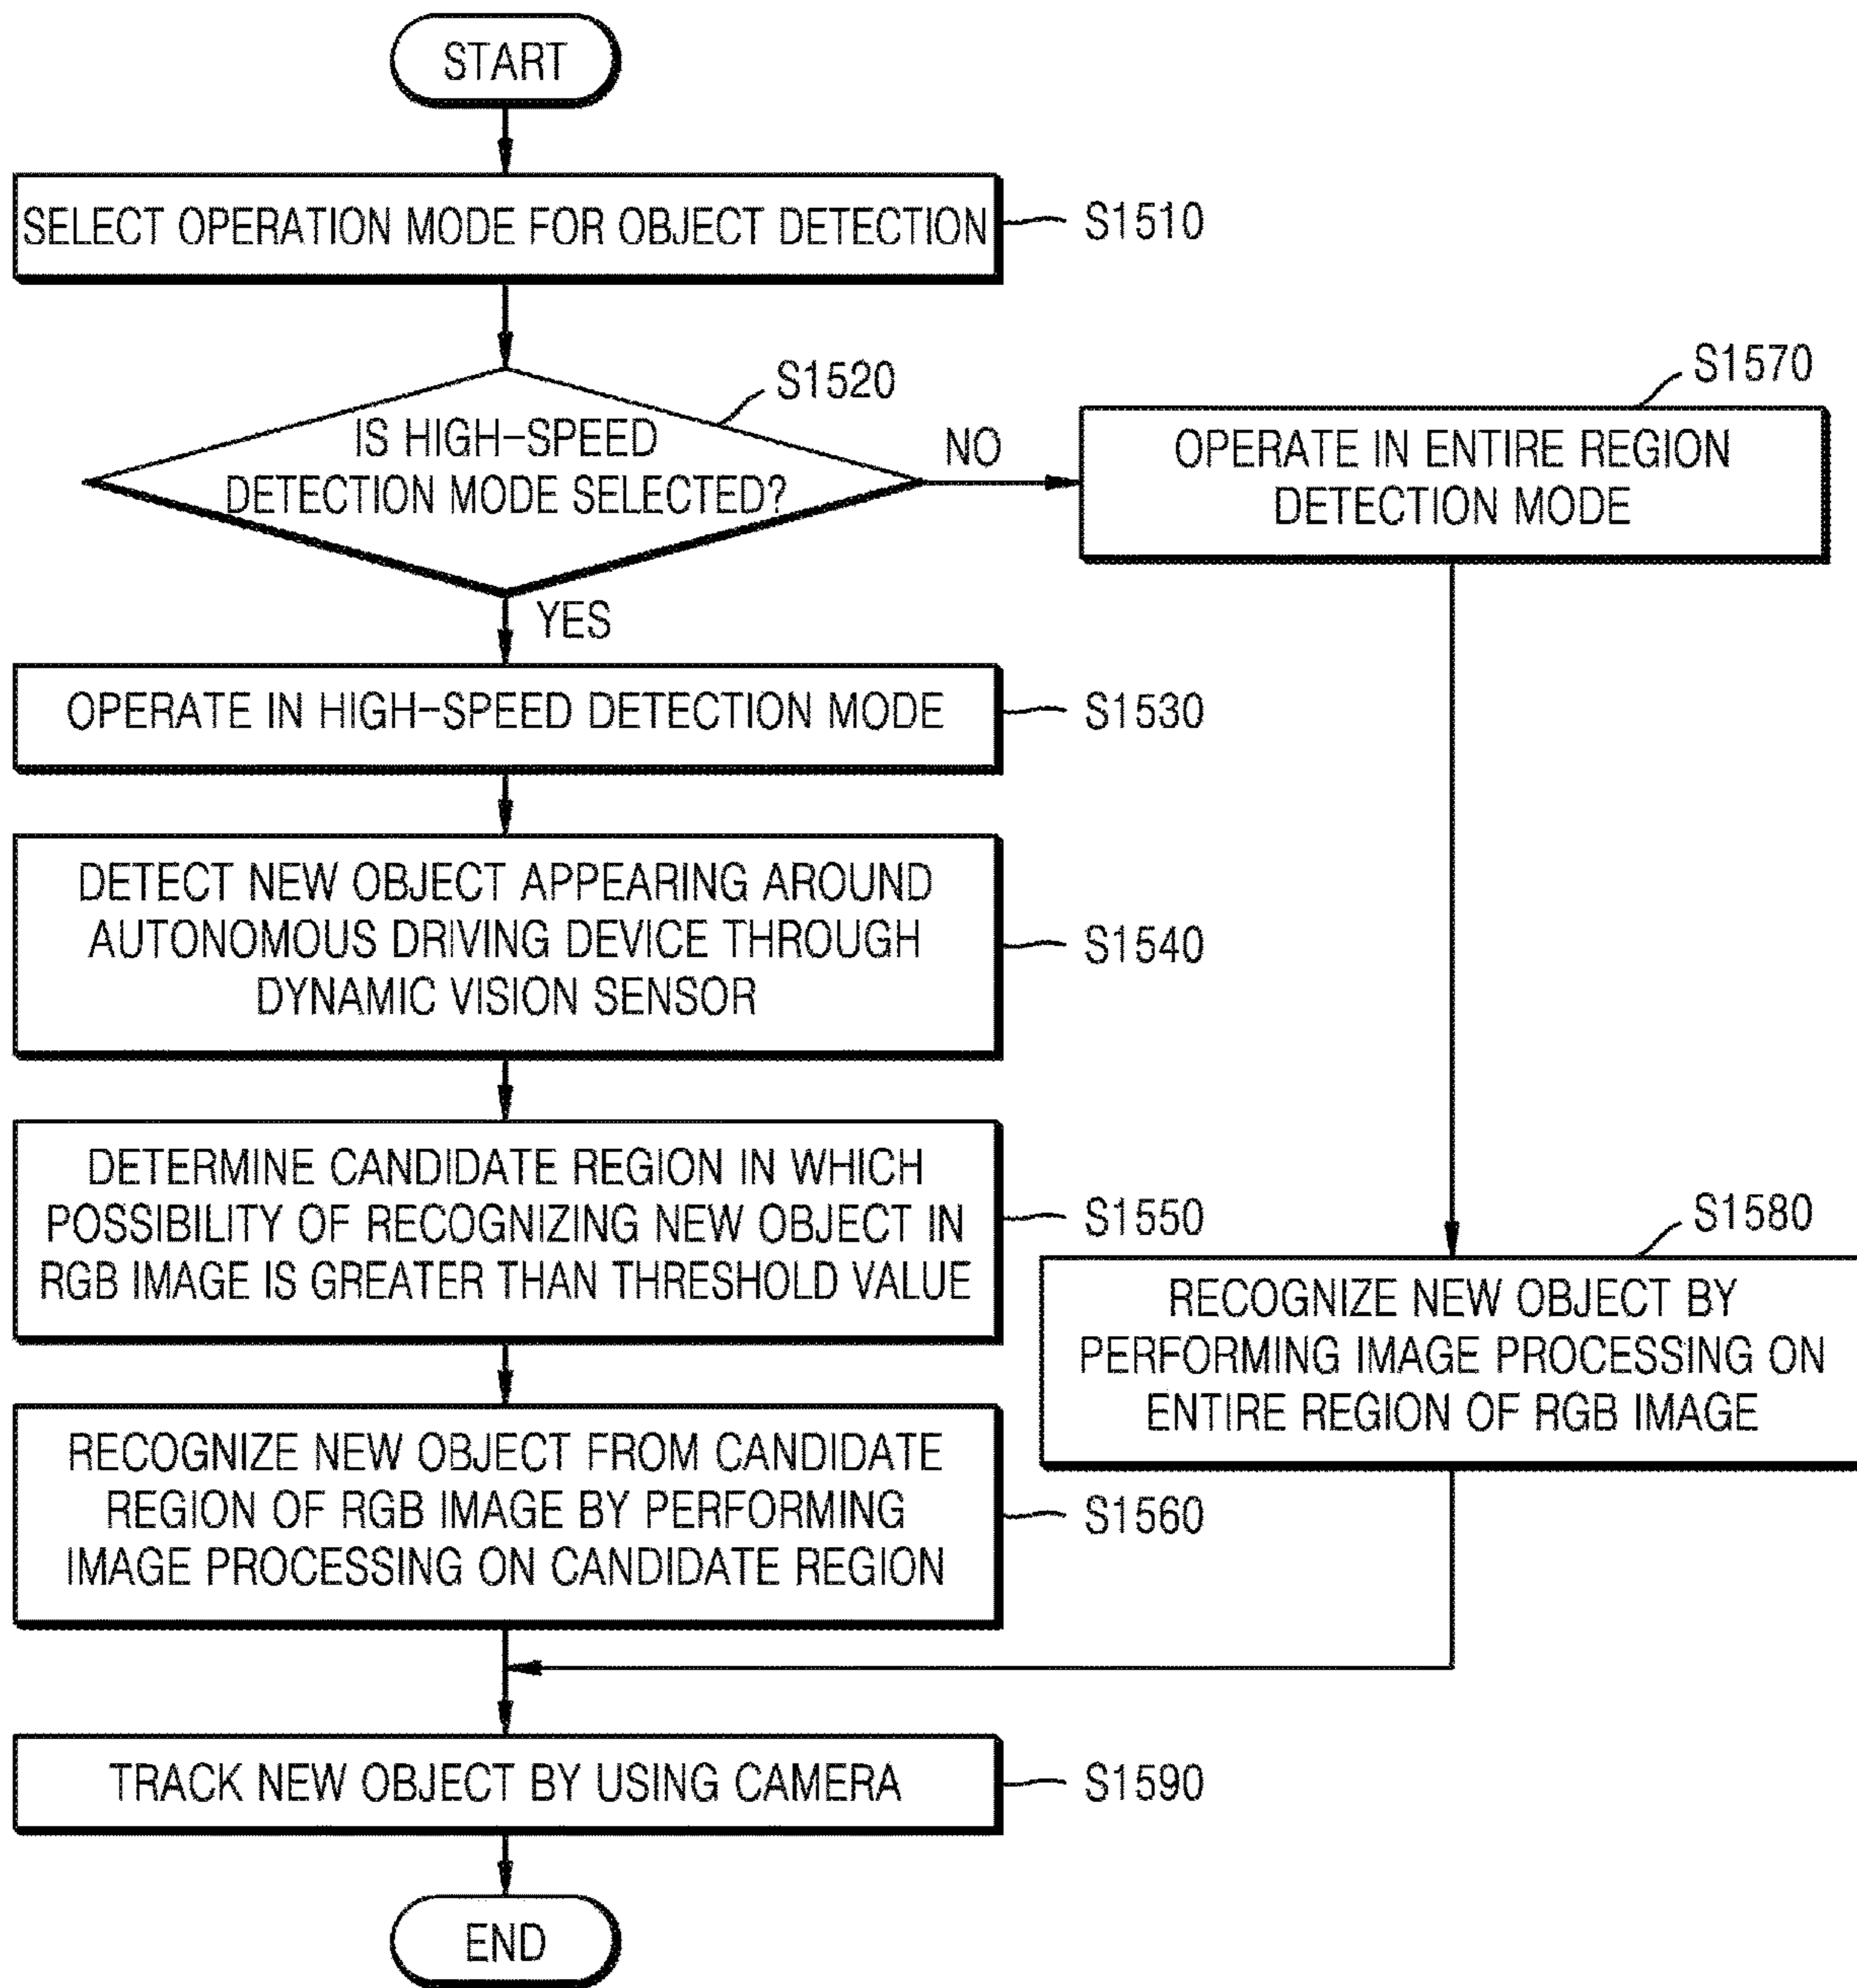 START
SELECT OPERATION MODE FOR OBJECT DETECTION
S1510
S1520
IS HIGH-SPEED
DETECTION MODE SELECTED?
NO
YES
S1570
OPERATE IN ENTIRE REGION
DETECTION MODE
OPERATE IN HIGH-SPEED DETECTION MODE
S1530
DETECT NEW OBJECT APPEARING AROUND
AUTONOMOUS DRIVING DEVICE THROUGH
DYNAMIC VISION SENSOR
S1540
DETERMINE CANDIDATE REGION IN WHICH
POSSIBILITY OF RECOGNIZING NEW OBJECT IN
RGB IMAGE IS GREATER THAN THRESHOLD VALUE
S1550
S1580
RECOGNIZE NEW OBJECT BY
PERFORMING IMAGE PROCESSING ON
ENTIRE REGION OF RGB IMAGE
RECOGNIZE NEW OBJECT FROM CANDIDATE
REGION OF RGB IMAGE BY PERFORMING
IMAGE PROCESSING ON CANDIDATE REGION
S1560
TRACK NEW OBJECT BY USING CAMERA
S1590
END